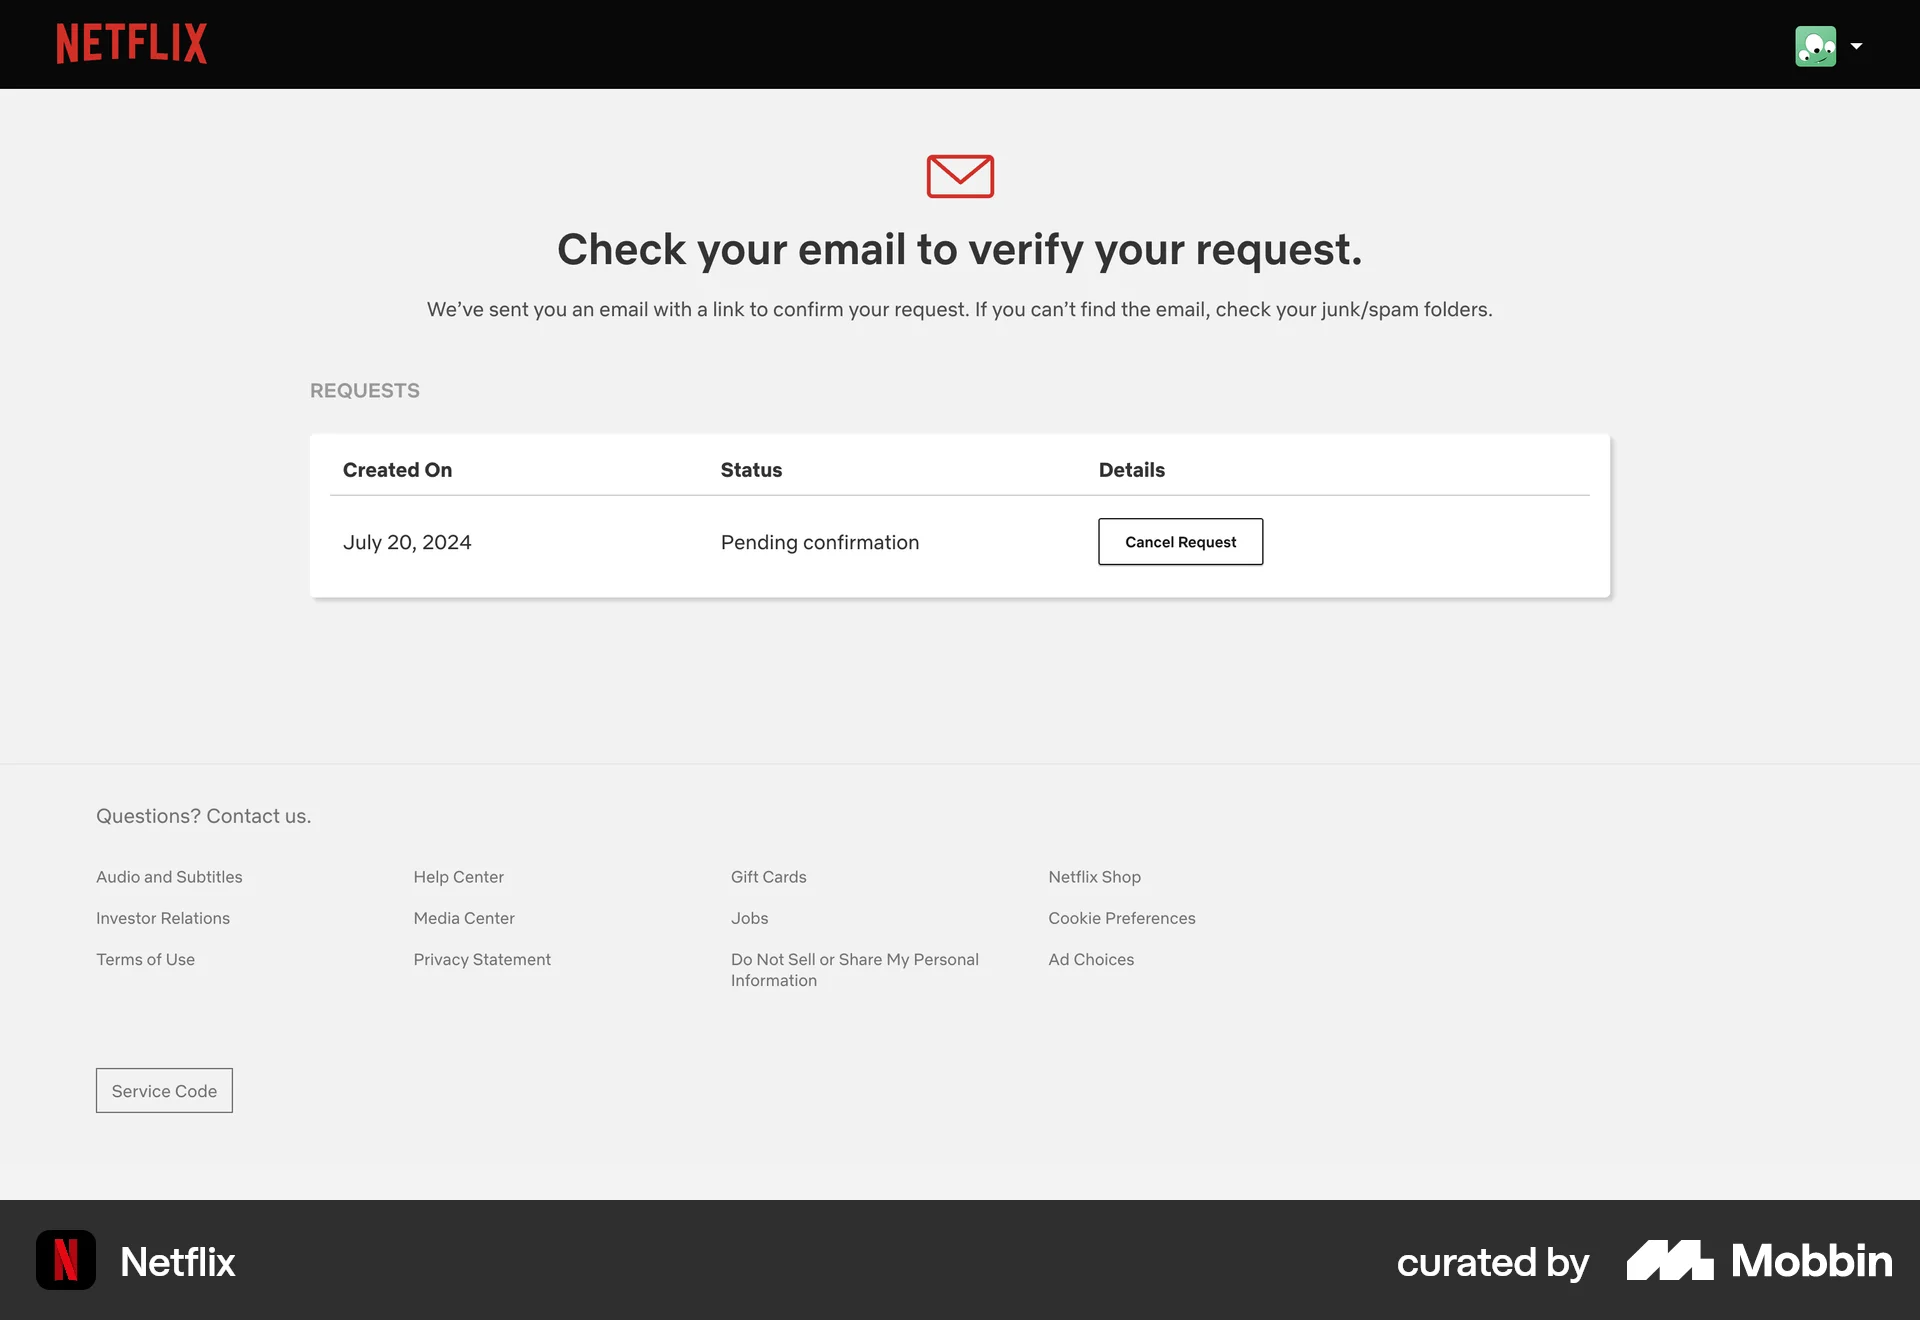 NETFLIX
Check your email to verify your request.
We’ve sent you an email with a link to confirm your request. If you can’t find the email, check your junk/spam folders.
REQUESTS
Created On Status Details
July 20, 2024 Pending confirmation Cancel Request
Questions? Contact us.
Audio and Subtitles Help Center Gift Cards Netflix Shop
Investor Relations Media Center Jobs Cookie Preferences
Terms of Use Privacy Statement Do Not Sell or Share My Personal Ad Choices
Information
Service Code
N Netflix curated by Mobbin